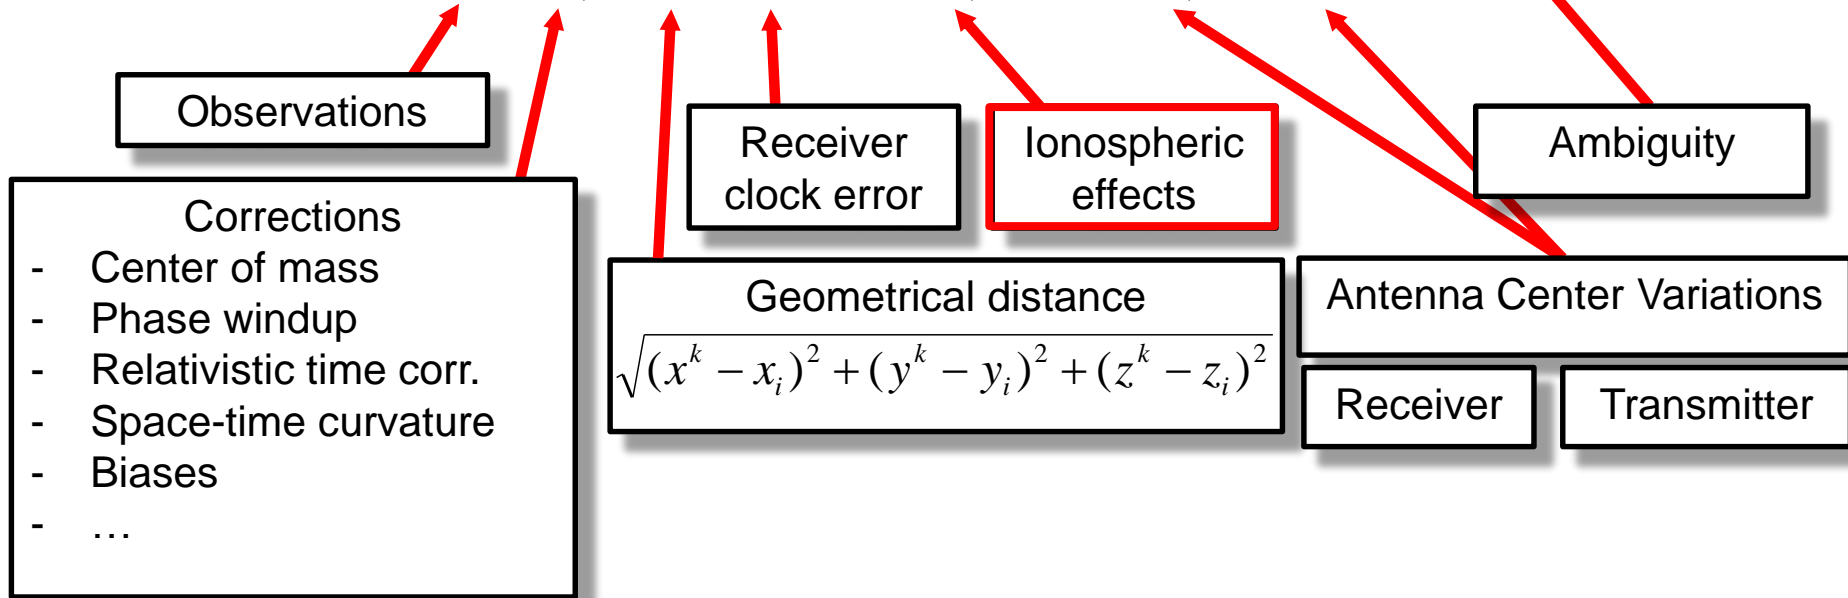 Observations
Receiver
clock error
Ionospheric
effects
Ambiguity
Corrections
- Center of mass
- Phase windup
- Relativistic time corr.
- Space-time curvature
- Biases
- …
Geometrical distance
√(x^k − x_i)^2 + (y^k − y_i)^2 + (z^k − z_i)^2
Antenna Center Variations
Receiver
Transmitter